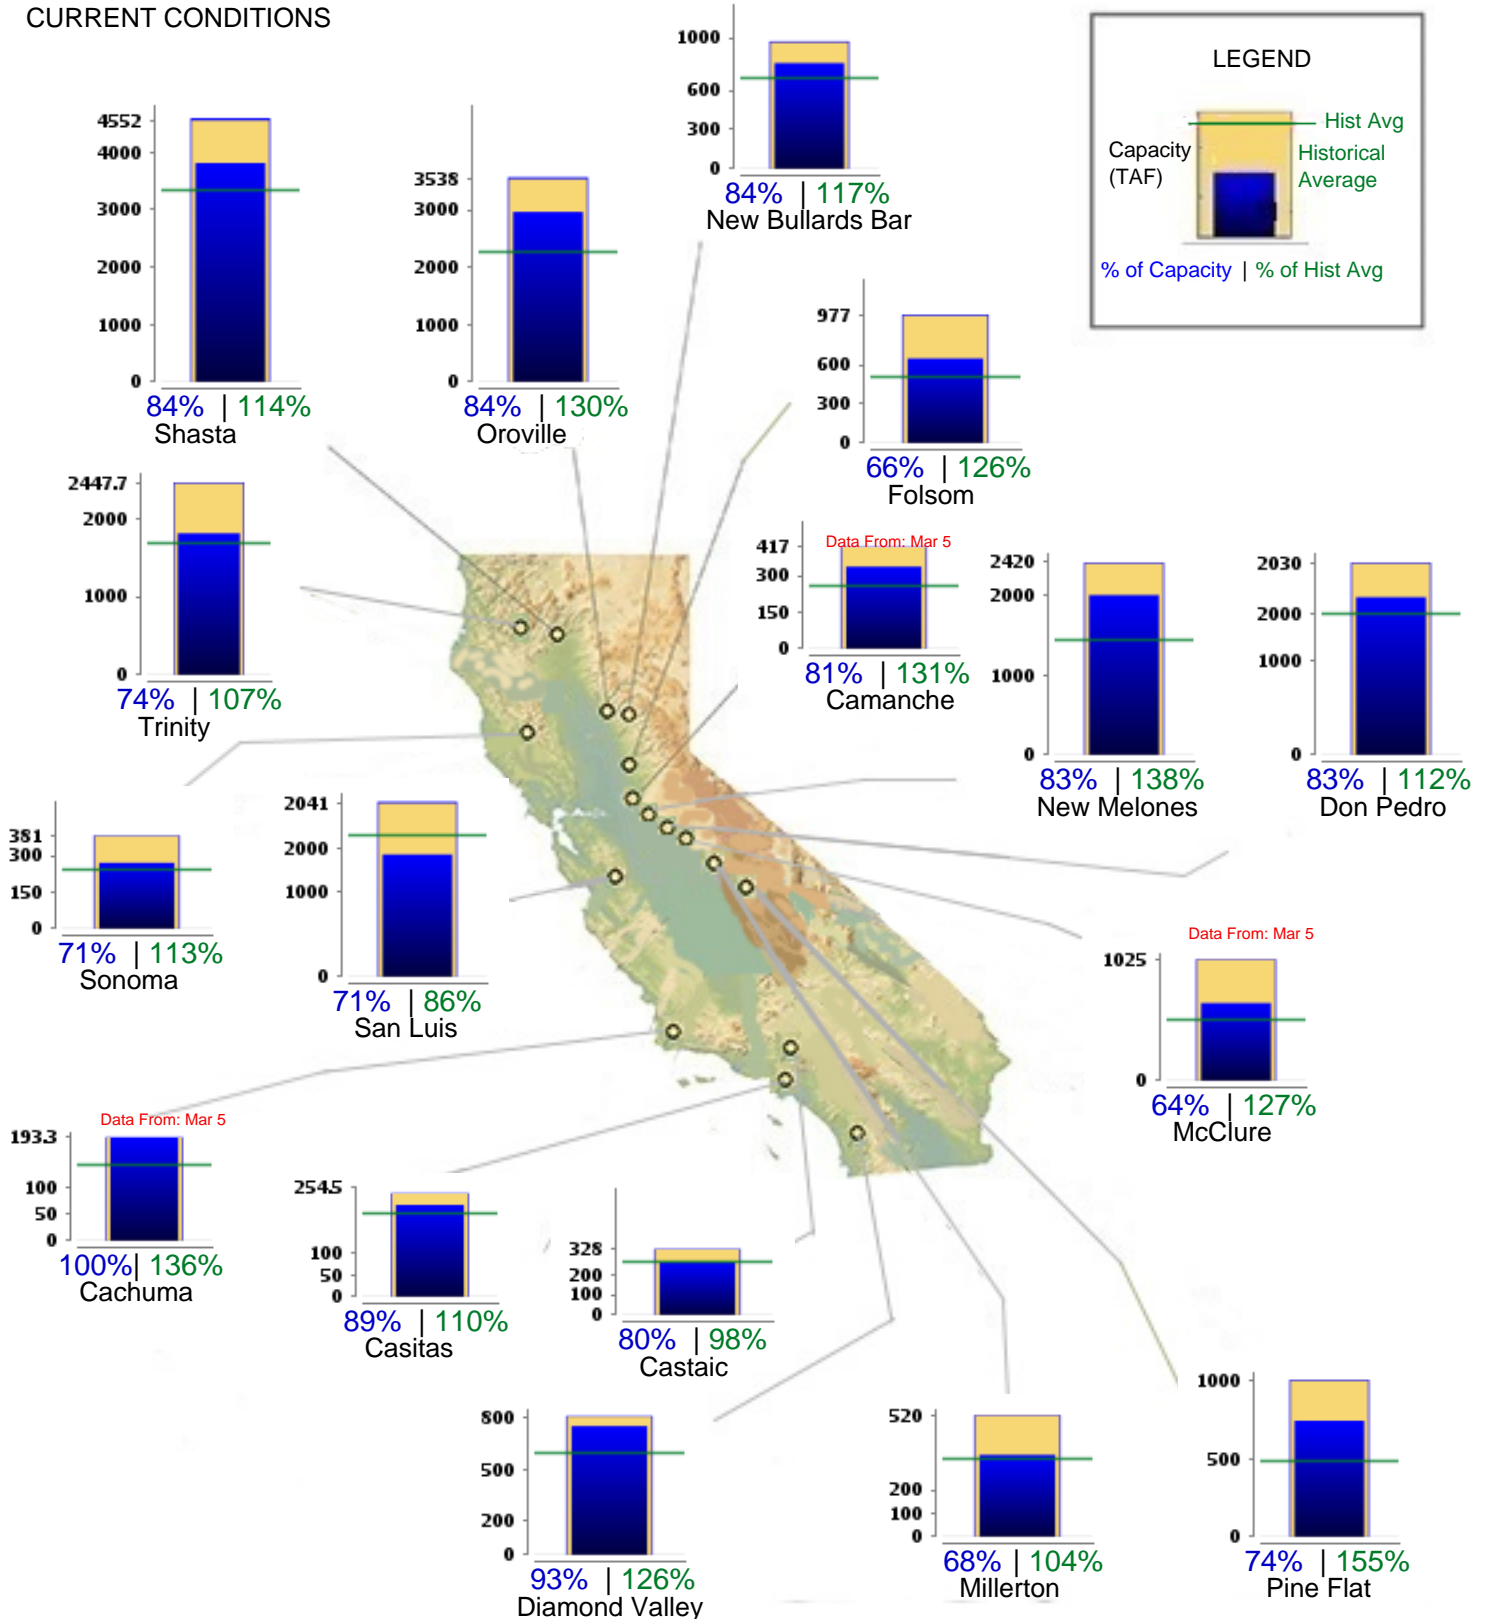 CURRENT CONDITIONS
1000
600
300
0
84% | 117%
New Bullards Bar
LEGEND
Hist Avg
Capacity
(TAF)
Historical
Average
% of Capacity | % of Hist Avg
4552
4000
3000
2000
1000
0
84% | 114%
Shasta
3538
3000
2000
1000
0
84% | 130%
Oroville
977
600
300
0
66% | 126%
Folsom
2447.7
2000
1000
0
74% | 107%
Trinity
Data From: Mar 5
417
300
150
0
81% | 131%
Camanche
2420
2000
1000
0
83% | 138%
New Melones
2030
2000
1000
0
83% | 112%
Don Pedro
381
300
150
0
71% | 113%
Sonoma
2041
2000
1000
0
71% | 86%
San Luis
Data From: Mar 5
1025
0
64% | 127%
McClure
Data From: Mar 5
193.3
100
50
0
100% | 136%
Cachuma
254.5
100
50
0
89% | 110%
Casitas
328
200
100
0
80% | 98%
Castaic
800
500
200
0
93% | 126%
Diamond Valley
520
200
100
0
68% | 104%
Millerton
1000
500
0
74% | 155%
Pine Flat